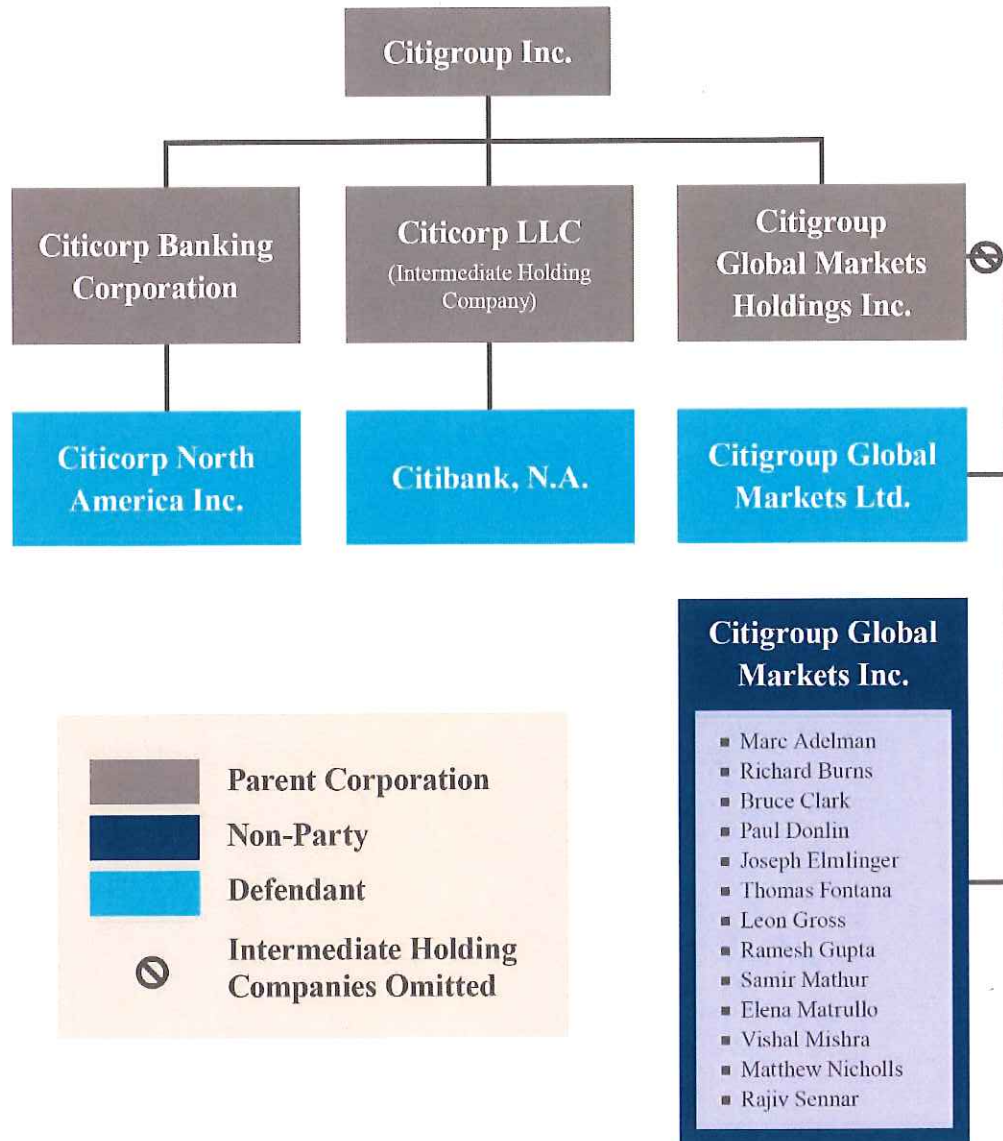 Citigroup Inc.
Citicorp Banking
Corporation
Citicorp LLC
(Intermediate Holding
Company)
Citigroup
Global Markets
Holdings Inc.
Citicorp North
America Inc.
Citibank, N.A.
Citigroup Global
Markets Ltd.
Citigroup Global
Markets Inc.
▪ Marc Adelman
▪ Richard Burns
▪ Bruce Clark
▪ Paul Donlin
▪ Joseph Elmlinger
▪ Thomas Fontana
▪ Leon Gross
▪ Ramesh Gupta
▪ Samir Mathur
▪ Elena Matrullo
▪ Vishal Mishra
▪ Matthew Nicholls
▪ Rajiv Sennar
Parent Corporation
Non-Party
Defendant
Intermediate Holding
Companies Omitted